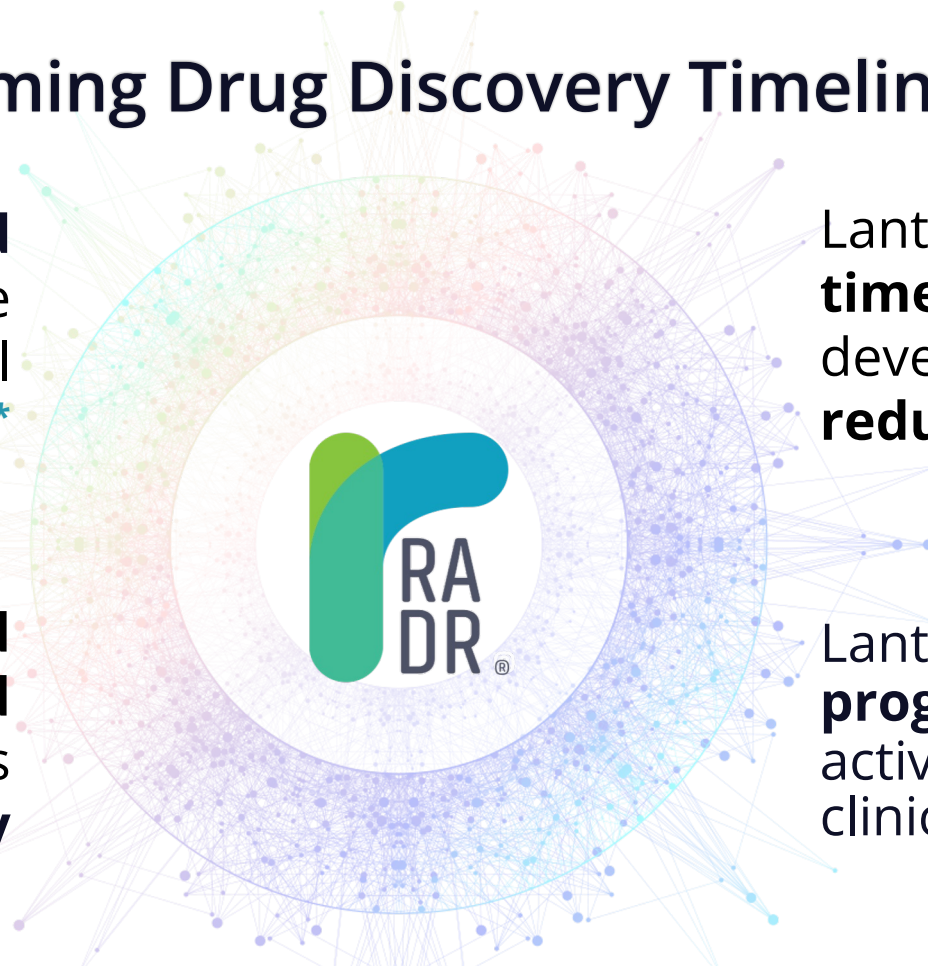 ming Drug Discovery Timelin
d
e
l
*
d
d
s
y
RA
DR®
Lant
time
deve
redu
Lant
prog
activ
clinic